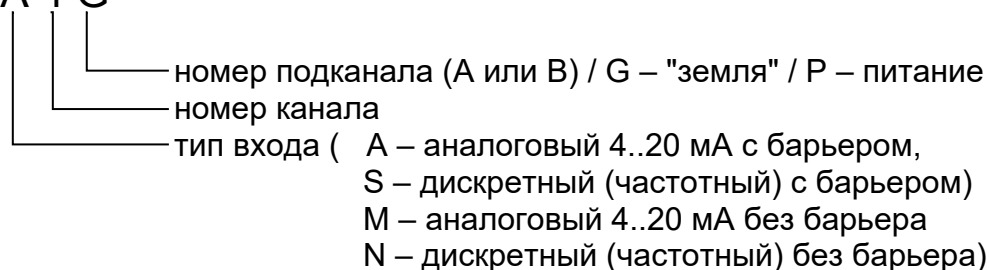 номер подканала (А или В) / G – "земля" / Р – питание
номер канала
тип входа ( А – аналоговый 4..20 мА с барьером,
S – дискретный (частотный) с барьером)
М – аналоговый 4..20 мА без барьера
N – дискретный (частотный) без барьера)